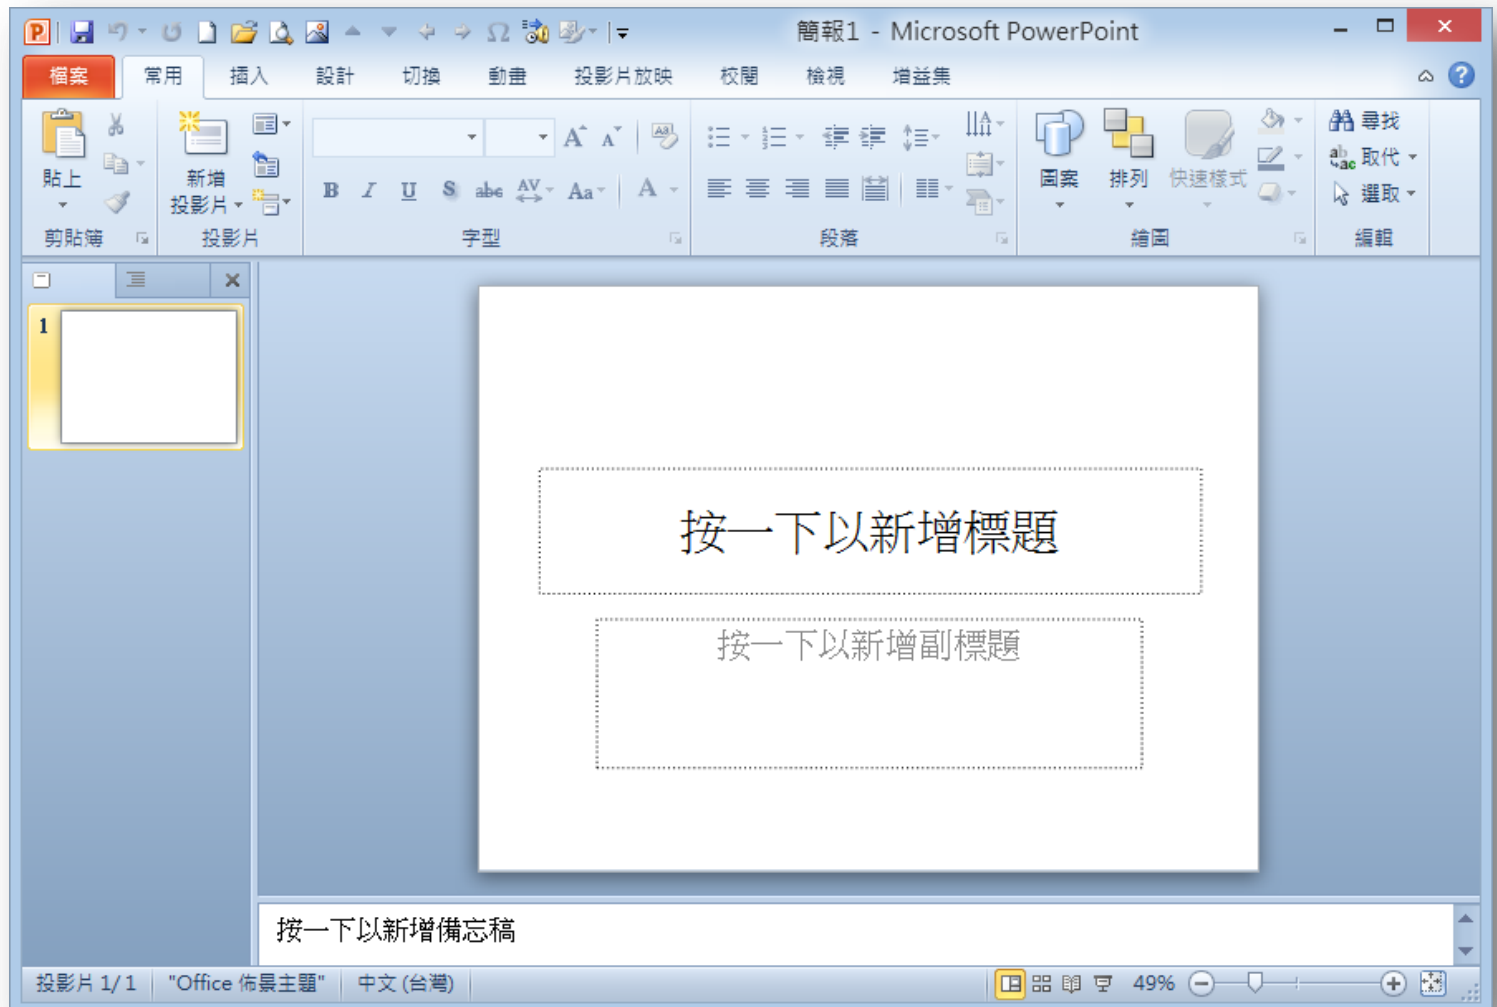 簡報1 - Microsoft PowerPoint
檔案 常用 插入 設計 切換 動畫 投影片放映 校閱 檢視 增益集
貼上
新增
投影片
圖案 排列 快速樣式
尋找
取代
選取
剪貼簿 投影片 字型 段落 繪圖 編輯
1
按一下以新增標題
按一下以新增副標題
按一下以新增備忘稿
投影片 1/1 "Office 佈景主題" 中文 (台灣) 49%